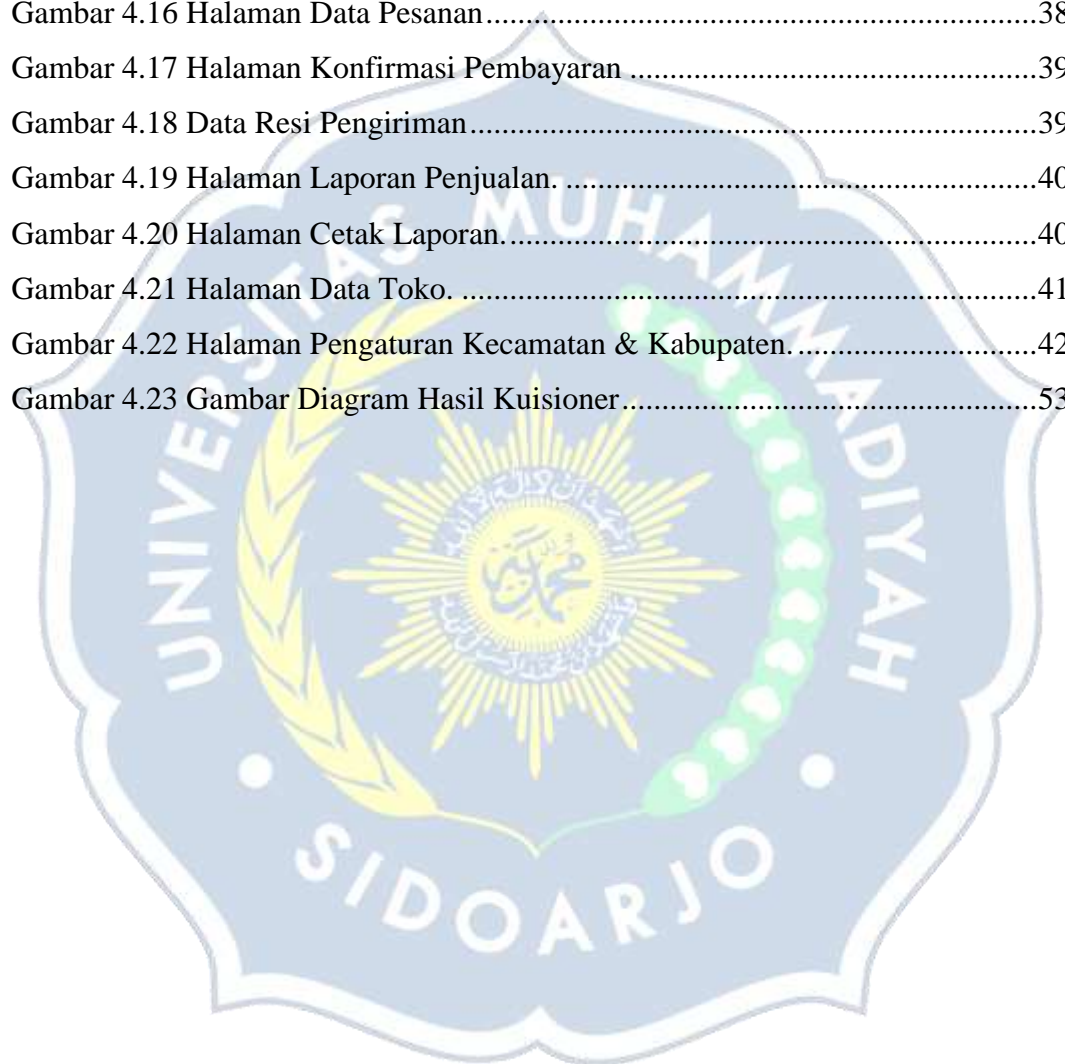 Gambar 4.16 Halaman Data Pesanan.....................................................................38
Gambar 4.17 Halaman Konfirmasi Pembayaran ...................................................39
Gambar 4.18 Data Resi Pengiriman.......................................................................39
Gambar 4.19 Halaman Laporan Penjualan. ...........................................................40
Gambar 4.20 Halaman Cetak Laporan...................................................................40
Gambar 4.21 Halaman Data Toko. ........................................................................41
Gambar 4.22 Halaman Pengaturan Kecamatan & Kabupaten. ..............................42
Gambar 4.23 Gambar Diagram Hasil Kuisioner....................................................53
UNIVERSITAS MUHAMMADIYAH
SIDOARJO
محمد